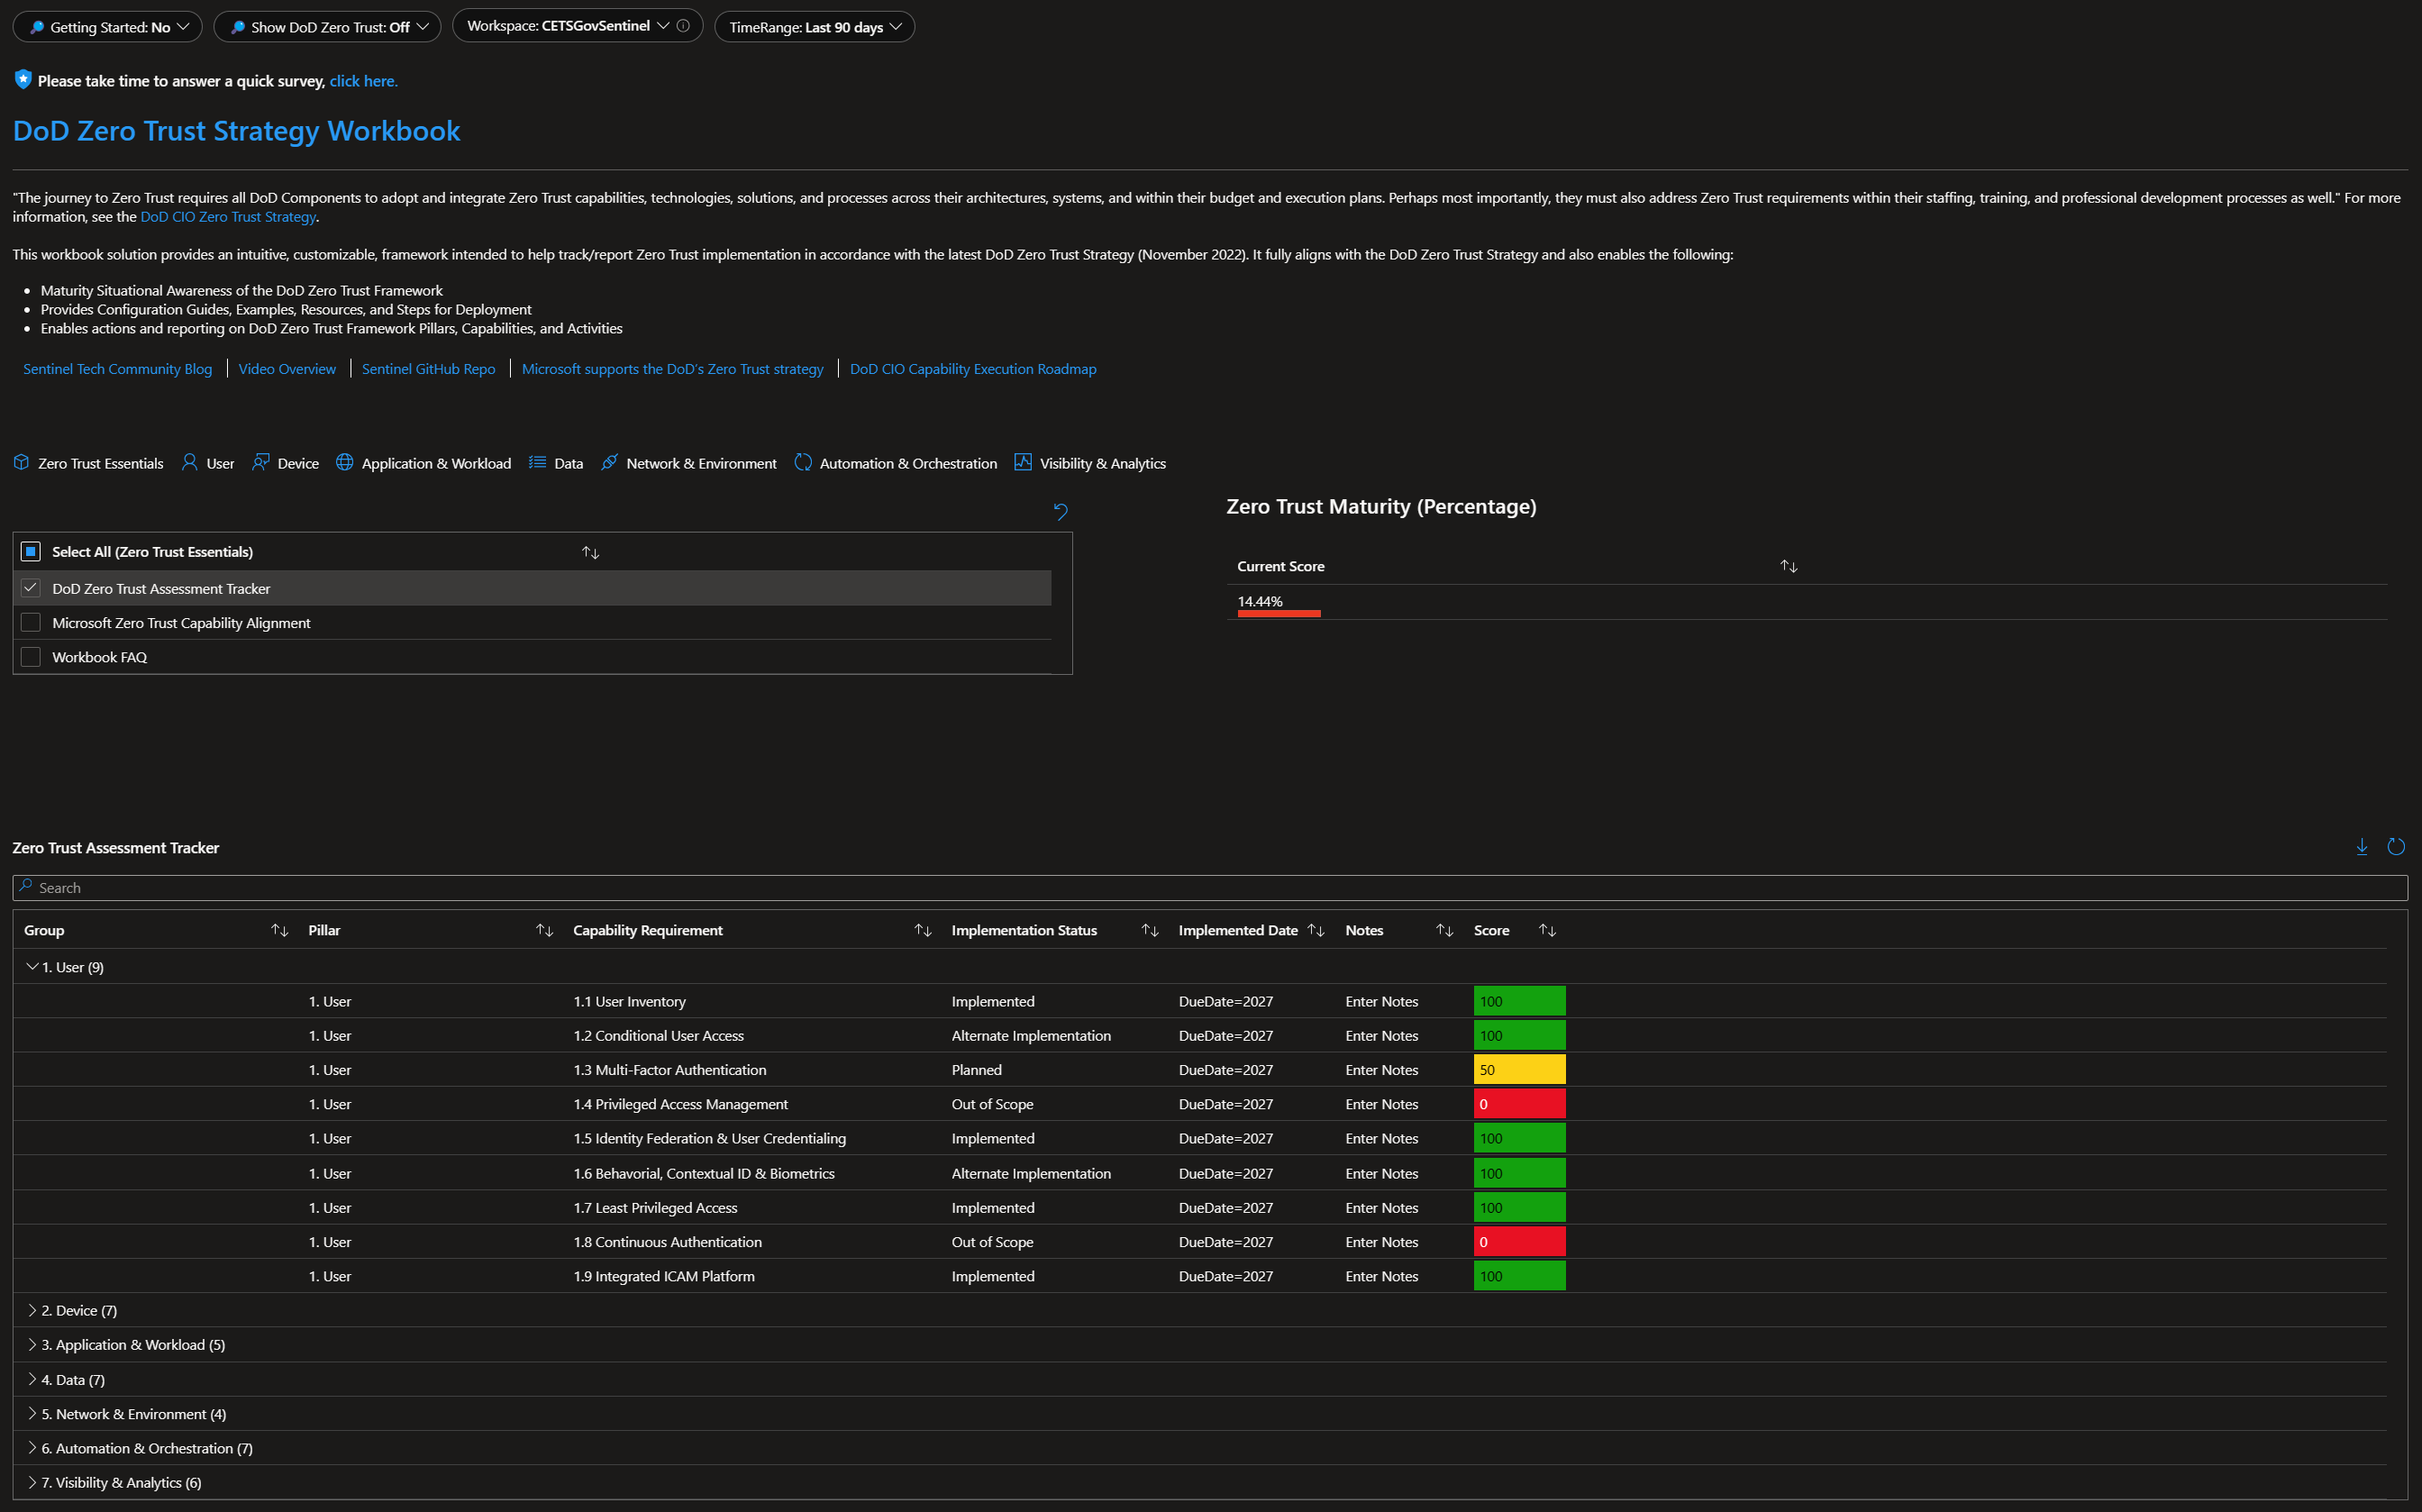 Getting Started: No
Show DoD Zero Trust: Off
Workspace: CETSGovSentinel
TimeRange: Last 90 days
Please take time to answer a quick survey, click here.
DoD Zero Trust Strategy Workbook
"The journey to Zero Trust requires all DoD Components to adopt and integrate Zero Trust capabilities, technologies, solutions, and processes across their architectures, systems, and within their budget and execution plans. Perhaps most importantly, they must also address Zero Trust requirements within their staffing, training, and professional development processes as well." For more
information, see the DoD CIO Zero Trust Strategy.
This workbook solution provides an intuitive, customizable, framework intended to help track/report Zero Trust implementation in accordance with the latest DoD Zero Trust Strategy (November 2022). It fully aligns with the DoD Zero Trust Strategy and also enables the following:
• Maturity Situational Awareness of the DoD Zero Trust Framework
• Provides Configuration Guides, Examples, Resources, and Steps for Deployment
• Enables actions and reporting on DoD Zero Trust Framework Pillars, Capabilities, and Activities
Sentinel Tech Community Blog | Video Overview | Sentinel GitHub Repo | Microsoft supports the DoD's Zero Trust strategy | DoD CIO Capability Execution Roadmap
Zero Trust Essentials User Device Application & Workload Data Network & Environment Automation & Orchestration Visibility & Analytics
Select All (Zero Trust Essentials)
DoD Zero Trust Assessment Tracker
Microsoft Zero Trust Capability Alignment
Workbook FAQ
Zero Trust Maturity (Percentage)
Current Score
14.44%
Zero Trust Assessment Tracker
Search
Group Pillar Capability Requirement Implementation Status Implemented Date Notes Score
1. User (9)
1. User 1.1 User Inventory Implemented DueDate=2027 Enter Notes 100
1. User 1.2 Conditional User Access Alternate Implementation DueDate=2027 Enter Notes 100
1. User 1.3 Multi-Factor Authentication Planned DueDate=2027 Enter Notes 50
1. User 1.4 Privileged Access Management Out of Scope DueDate=2027 Enter Notes 0
1. User 1.5 Identity Federation & User Credentialing Implemented DueDate=2027 Enter Notes 100
1. User 1.6 Behavorial, Contextual ID & Biometrics Alternate Implementation DueDate=2027 Enter Notes 100
1. User 1.7 Least Privileged Access Implemented DueDate=2027 Enter Notes 100
1. User 1.8 Continuous Authentication Out of Scope DueDate=2027 Enter Notes 0
1. User 1.9 Integrated ICAM Platform Implemented DueDate=2027 Enter Notes 100
2. Device (7)
3. Application & Workload (5)
4. Data (7)
5. Network & Environment (4)
6. Automation & Orchestration (7)
7. Visibility & Analytics (6)